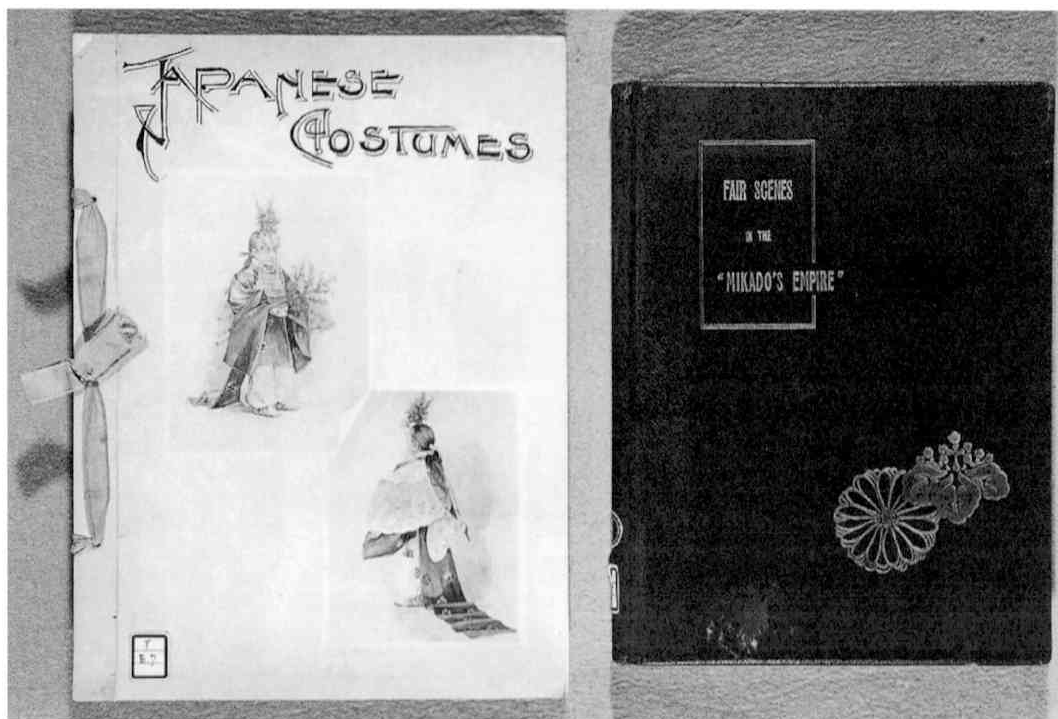 JAPANESE
COSTUMES
FAIR SCENES
IN THE
"MIKADO'S EMPIRE"